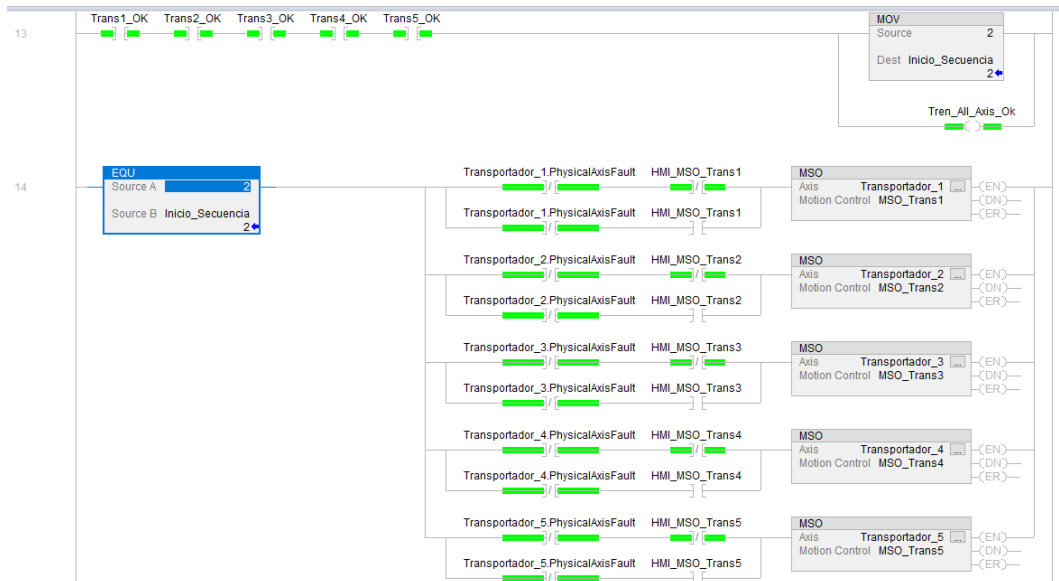 Trans1_OK Trans2_OK Trans3_OK Trans4_OK Trans5_OK
MOV
13
Source 2
Dest Inicio_Secuencia
2
Tren_All_Axis_Ok
EQU
14
Source A 2
Source B Inicio_Secuencia
2
Transportador_1.PhysicalAxisFault HMI_MSO_Trans1
MSO
Axis Transportador_1 ... (EN)
Motion Control MSO_Trans1 (DN)
(ER)
Transportador_1.PhysicalAxisFault HMI_MSO_Trans1
Transportador_2.PhysicalAxisFault HMI_MSO_Trans2
MSO
Axis Transportador_2 ... (EN)
Motion Control MSO_Trans2 (DN)
(ER)
Transportador_2.PhysicalAxisFault HMI_MSO_Trans2
Transportador_3.PhysicalAxisFault HMI_MSO_Trans3
MSO
Axis Transportador_3 ... (EN)
Motion Control MSO_Trans3 (DN)
(ER)
Transportador_3.PhysicalAxisFault HMI_MSO_Trans3
Transportador_4.PhysicalAxisFault HMI_MSO_Trans4
MSO
Axis Transportador_4 ... (EN)
Motion Control MSO_Trans4 (DN)
(ER)
Transportador_4.PhysicalAxisFault HMI_MSO_Trans4
Transportador_5.PhysicalAxisFault HMI_MSO_Trans5
MSO
Axis Transportador_5 ... (EN)
Motion Control MSO_Trans5 (DN)
(ER)
Transportador_5.PhysicalAxisFault HMI_MSO_Trans5